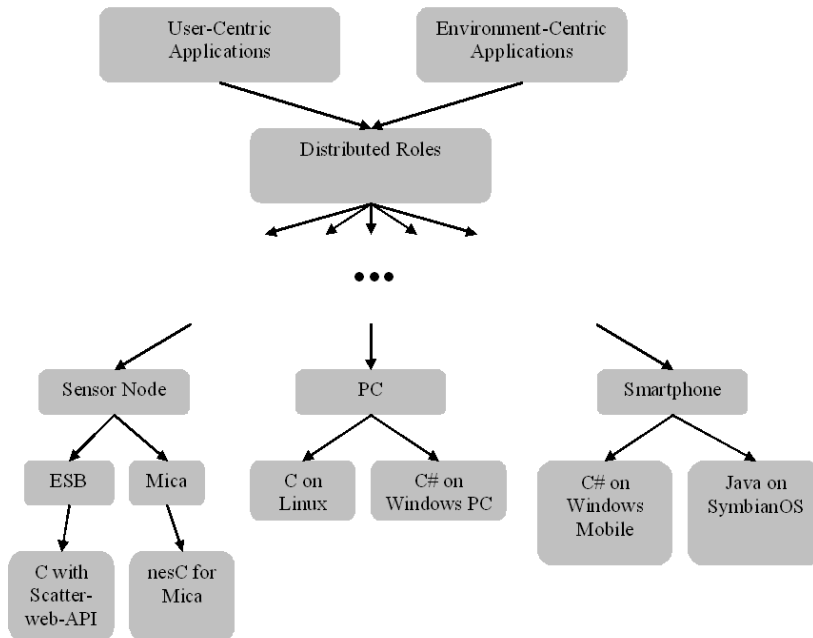 User-Centric
Applications
Environment-Centric
Applications
Distributed Roles
•••
Sensor Node
PC
Smartphone
ESB
Mica
C on
Linux
C# on
Windows PC
C# on
Windows
Mobile
Java on
SymbianOS
C with
Scatter-
web-API
nesC for
Mica